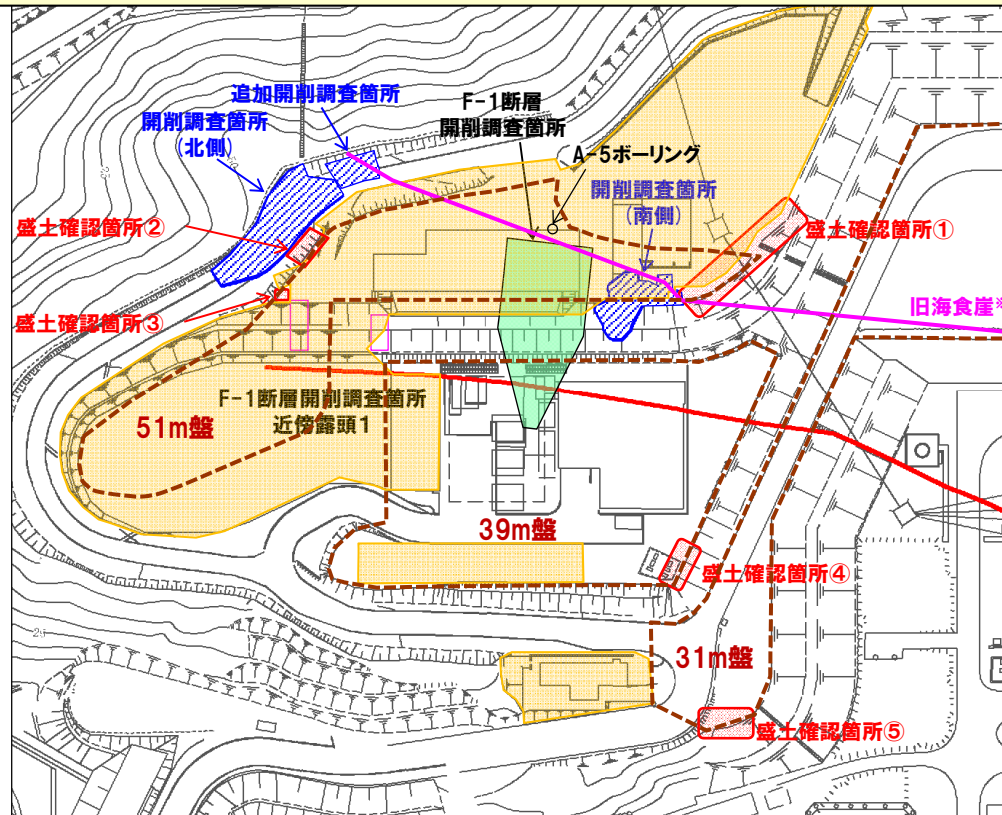 追加開削調査箇所
開削調査箇所
(北側)
F-1断層
開削調査箇所
A-5ボーリング
開削調査箇所
(南側)
盛土確認箇所②
盛土確認箇所①
旧海食崖※
盛土確認箇所③
F-1断層開削調査箇所
近傍露頭1
51m盤
39m盤
盛土確認箇所④
31m盤
盛土確認箇所⑤